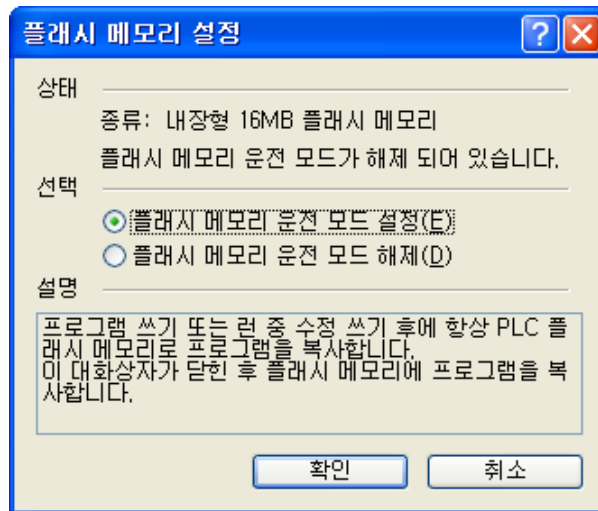 플래시 메모리 설정
상태
종류: 내장형 16MB 플래시 메모리
플래시 메모리 운전 모드가 해제 되어 있습니다.
선택
플래시 메모리 운전 모드 설정(E)
플래시 메모리 운전 모드 해제(D)
설명
프로그램 쓰기 또는 런 중 수정 쓰기 후에 항상 PLC 플
래시 메모리로 프로그램을 복사합니다.
이 대화상자가 닫힌 후 플래시 메모리에 프로그램을 복
사합니다.
확인 취소